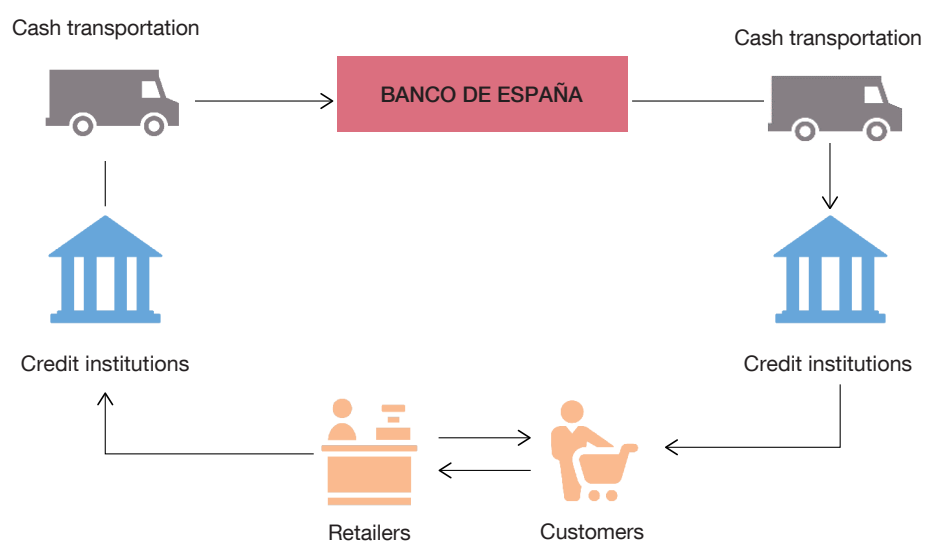 Cash transportation
Cash transportation
BANCO DE ESPAÑA
Credit institutions
Credit institutions
Retailers
Customers